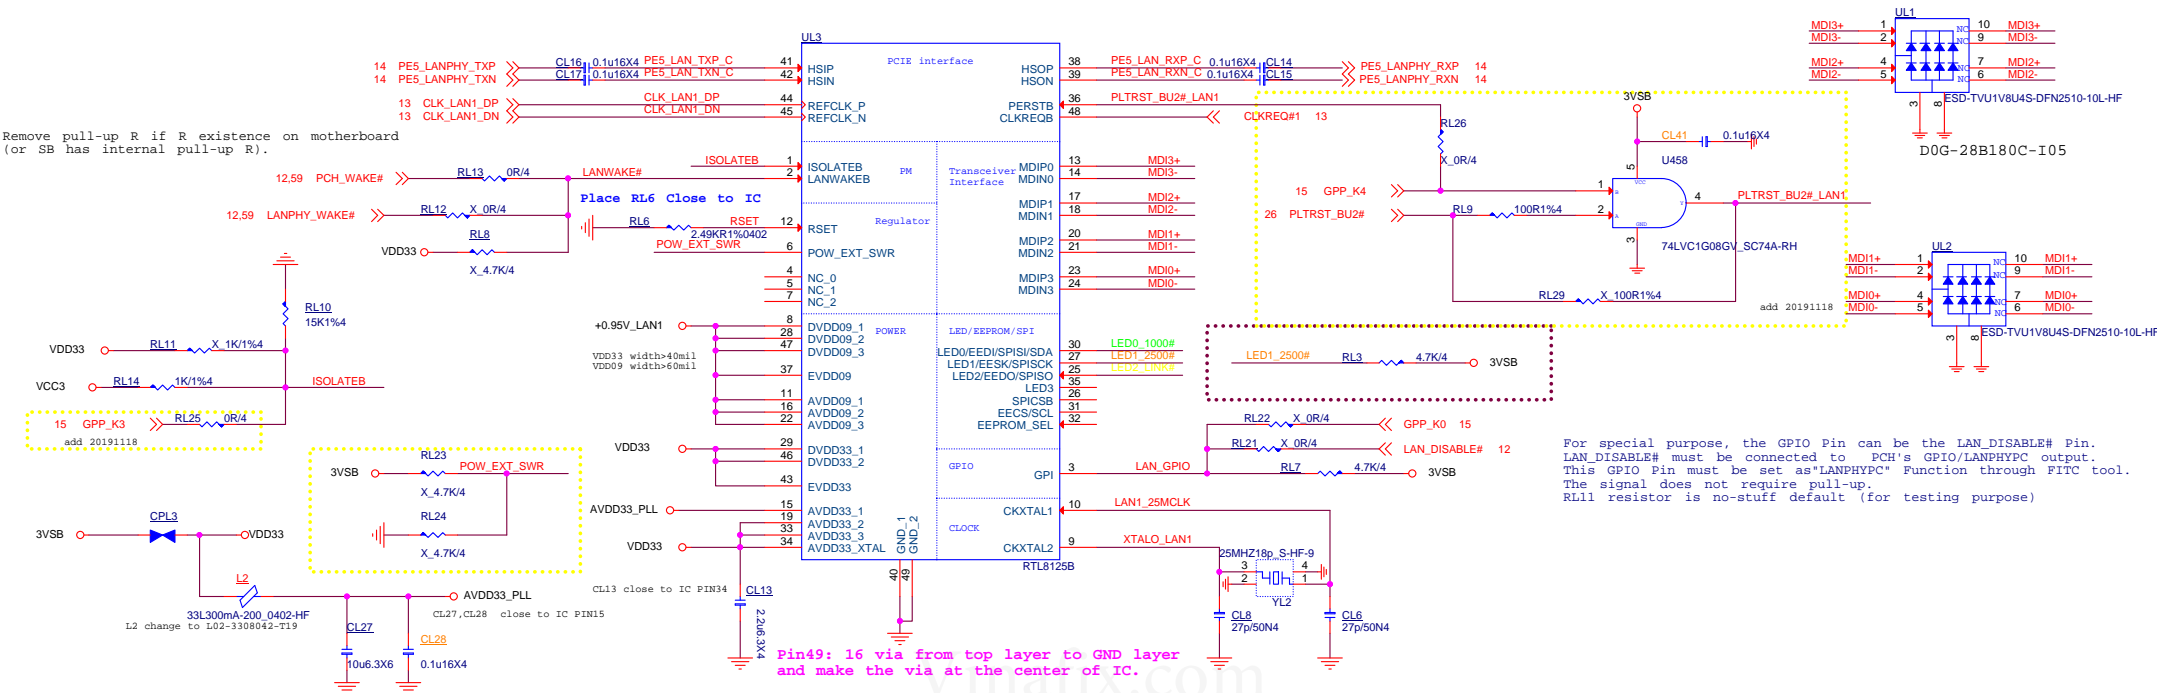 UL1
MDI3+ 1 10 MDI3+
MDI3- 2 NC 9 MDI3-
MDI2+ 4 7 MDI2+
MDI2- 5 NC 6 MDI2-
3 8
ESD-TVU1V8U4S-DFN2510-10L-HF
D0G-28B180C-I05
UL3
PCIE interface
14 PE5_LANPHY_TXP CL16 0.1u16X4 PE5_LAN_TXP_C 41 HSIP
14 PE5_LANPHY_TXN CL17 0.1u16X4 PE5_LAN_TXN_C 42 HSIN
13 CLK_LAN1_DP CLK_LAN1_DP 44 REFCLK_P
13 CLK_LAN1_DN CLK_LAN1_DN 45 REFCLK_N
HSOP 38 PE5_LAN_RXP_C 0.1u16X4 CL14 PE5_LANPHY_RXP 14
HSON 39 PE5_LAN_RXN_C 0.1u16X4 CL15 PE5_LANPHY_RXN 14
PERSTB 36 PLTRST_BU2#_LAN1
CLKREQB 48 CLKREQ#1 13
Remove pull-up R if R existence on motherboard
(or SB has internal pull-up R).
ISOLATEB 1 ISOLATEB
12,59 PCH_WAKE# RL13 0R/4 LANWAKE# 2 LANWAKEB
PM
12,59 LANPHY_WAKE# RL12 X_0R/4
VDD33 RL8 X_4.7K/4
Place RL6 Close to IC
RL6 2.49KR1%0402 RSET 12 RSET
Regulator
POW_EXT_SWR 6 POW_EXT_SWR
4 NC_0
5 NC_1
7 NC_2
Transceiver
Interface
MDIP0 13 MDI3+
MDIN0 14 MDI3-
MDIP1 17 MDI2+
MDIN1 18 MDI2-
MDIP2 20 MDI1+
MDIN2 21 MDI1-
MDIP3 23 MDI0+
MDIN3 24 MDI0-
RL26 X_0R/4
3VSB
CL41 0.1u16X4
U458
5 VCC
15 GPP_K4 1 B
26 PLTRST_BU2# RL9 100R1%4 2 A
Y 4 PLTRST_BU2#_LAN1
GND 3
74LVC1G08GV_SC74A-RH
RL29 X_100R1%4
add 20191118
UL2
MDI1+ 1 NC 10 MDI1+
MDI1- 2 9 MDI1-
MDI0+ 4 7 MDI0+
MDI0- 5 NC 6 MDI0-
3 8
ESD-TVU1V8U4S-DFN2510-10L-HF
RL10
15K1%4
VDD33 RL11 X_1K/1%4
VCC3 RL14 1K/1%4 ISOLATEB
15 GPP_K3 RL25 0R/4
add 20191118
+0.95V_LAN1
VDD33 width>40mil
VDD09 width>60mil
POWER
8 DVDD09_1
28 DVDD09_2
47 DVDD09_3
37 EVDD09
11 AVDD09_1
16 AVDD09_2
22 AVDD09_3
VDD33 29 DVDD33_1
46 DVDD33_2
43 EVDD33
AVDD33_PLL 15 AVDD33_1
19 AVDD33_2
33 AVDD33_3
VDD33 34 AVDD33_XTAL
GND_1 40
GND_2 49
LED/EEPROM/SPI
LED0/EEDI/SPISI/SDA 30 LED0_1000#
LED1/EESK/SPISCK 27 LED1_2500#
LED2/EEDO/SPISO 25 LED2_LINK#
LED3 35
SPICSB 26
EECS/SCL 31
EEPROM_SEL 32
GPIO
GPI 3 LAN_GPIO
CLOCK
CKXTAL1 10 LAN1_25MCLK
CKXTAL2 9 XTALO_LAN1
RTL8125B
LED1_2500# RL3 4.7K/4 3VSB
RL22 X_0R/4 GPP_K0 15
RL21 X_0R/4 LAN_DISABLE# 12
RL7 4.7K/4 3VSB
For special purpose, the GPIO Pin can be the LAN_DISABLE# Pin.
LAN_DISABLE# must be connected to PCH's GPIO/LANPHYPC output.
This GPIO Pin must be set as"LANPHYPC" Function through FITC tool.
The signal does not require pull-up.
RL11 resistor is no-stuff default (for testing purpose)
3VSB RL23 POW_EXT_SWR
X_4.7K/4
RL24
X_4.7K/4
3VSB CPL3 VDD33
L2
33L300mA-200_0402-HF
L2 change to L02-3308042-T19
AVDD33_PLL
CL27,CL28 close to IC PIN15
CL27
10u6.3X6
CL28
0.1u16X4
CL13 close to IC PIN34
CL13
2.2u6.3X4
25MHZ18p_S-HF-9
3 4
2 1
YL2
CL8
27p/50N4
CL6
27p/50N4
Pin49: 16 via from top layer to GND layer
and make the via at the center of IC.